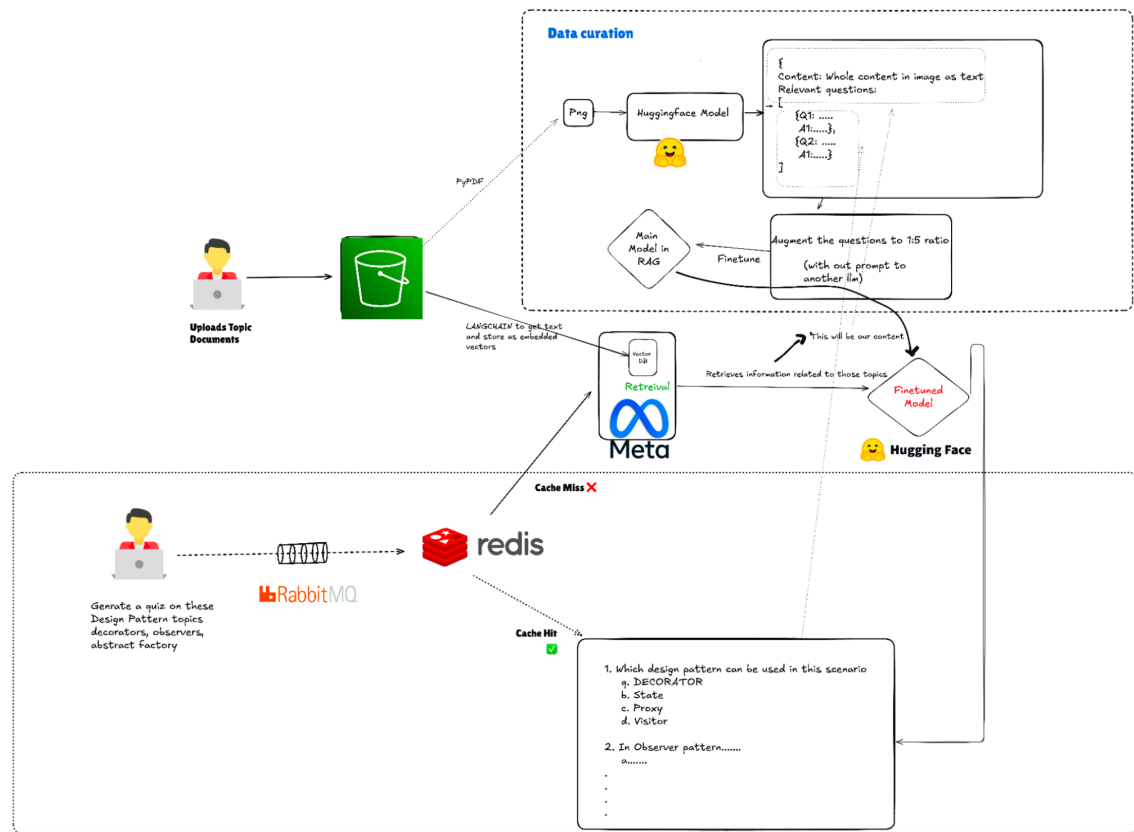 Data curation
{
Content: Whole content in image as text
Relevant questions:
[
{Q1: .....
A1:.....},
{Q2: .....
A1:.....}
]
Png
Huggingface Model
PyPDF
Main
Model in
RAG
Finetune
Augment the questions to 1:5 ratio
(with out prompt to
another llm)
Uploads Topic
Documents
LANGCHAIN to get text
and store as embedded
vectors
Vector
DB
Retreival
Meta
"This will be our content
Retrieves information related to those topics
Finetuned
Model
Hugging Face
Cache Miss
redis
RabbitMQ
Genrate a quiz on these
Design Pattern topics
decorators, observers,
abstract factory
Cache Hit
1. Which design pattern can be used in this scenario
a. DECORATOR
b. State
c. Proxy
d. Visitor
2. In Observer pattern.......
a.......
.
.
.
.